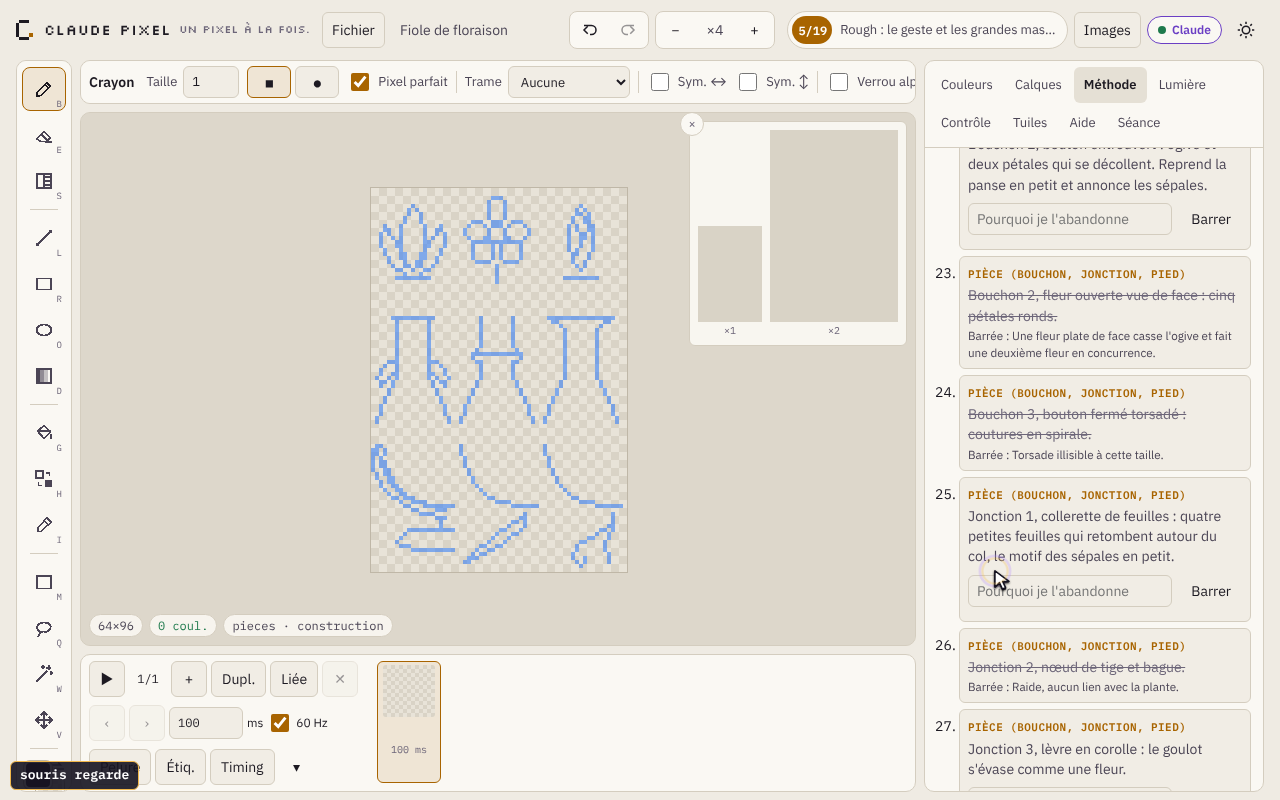 CLAUDE PIXEL UN PIXEL À LA FOIS. Fichier Fiole de floraison − ×4 + 5/19 Rough : le geste et les grandes mas… Images Claude
Crayon Taille 1 Pixel parfait Trame Aucune Sym. Sym. Verrou alp
B
E
S
L
R
O
D
G
H
I
M
Q
W
V
×
×1 ×2
64×96 0 coul. pieces · construction
1/1 + Dupl. Liée ×
‹ › 100 ms 60 Hz
Étiq. Timing
100 ms
souris regarde
Couleurs Calques Méthode Lumière
Contrôle Tuiles Aide Séance
deux pétales qui se décollent. Reprend la
panse en petit et annonce les sépales.
Pourquoi je l'abandonne Barrer
23. PIÈCE (BOUCHON, JONCTION, PIED)
Bouchon 2, fleur ouverte vue de face : cinq
pétales ronds.
Barrée : Une fleur plate de face casse l'ogive et fait
une deuxième fleur en concurrence.
24. PIÈCE (BOUCHON, JONCTION, PIED)
Bouchon 3, bouton fermé torsadé :
coutures en spirale.
Barrée : Torsade illisible à cette taille.
25. PIÈCE (BOUCHON, JONCTION, PIED)
Jonction 1, collerette de feuilles : quatre
petites feuilles qui retombent autour du
col, le motif des sépales en petit.
Pourquoi je l'abandonne Barrer
26. PIÈCE (BOUCHON, JONCTION, PIED)
Jonction 2, nœud de tige et bague.
Barrée : Raide, aucun lien avec la plante.
27. PIÈCE (BOUCHON, JONCTION, PIED)
Jonction 3, lèvre en corolle : le goulot
s'évase comme une fleur.